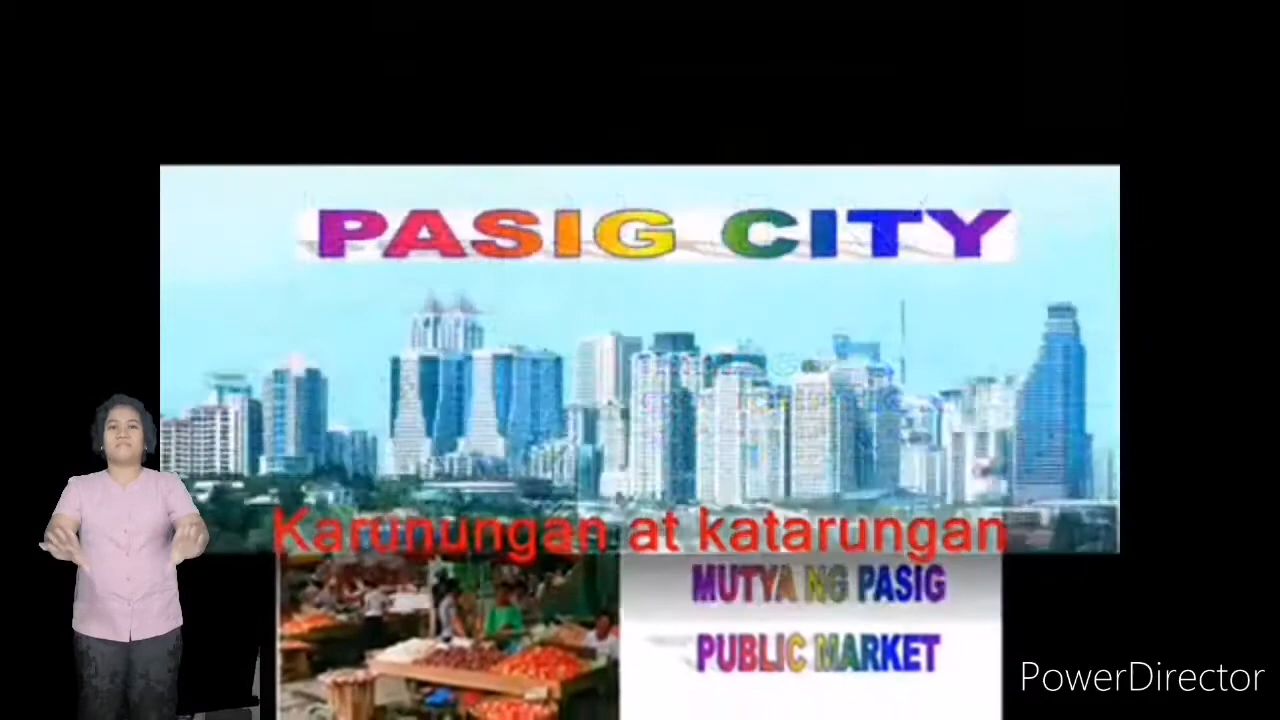 PASIG CITY
Karunungan at katarungan
MUTYA NG PASIG
PUBLIC MARKET
PowerDirector